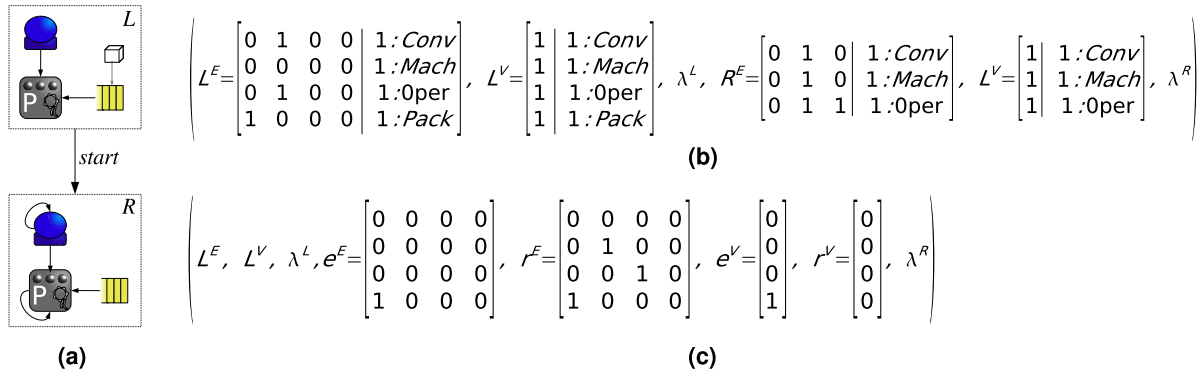 L
P
start
R
P
(a)
( L^E = [ 0 1 0 0 | 1:Conv
0 0 0 0 | 1:Mach
0 1 0 0 | 1:0per
1 0 0 0 | 1:Pack ] , L^V = [ 1 | 1:Conv
1 | 1:Mach
1 | 1:0per
1 | 1:Pack ] , λ^L, R^E = [ 0 1 0 | 1:Conv
0 1 0 | 1:Mach
0 1 1 | 1:0per ] , L^V = [ 1 | 1:Conv
1 | 1:Mach
1 | 1:0per ] , λ^R )
(b)
( L^E, L^V, λ^L, e^E = [ 0 0 0 0
0 0 0 0
0 0 0 0
1 0 0 0 ] , r^E = [ 0 0 0 0
0 1 0 0
0 0 1 0
1 0 0 0 ] , e^V = [ 0
0
0
1 ] , r^V = [ 0
0
0
0 ] , λ^R )
(c)